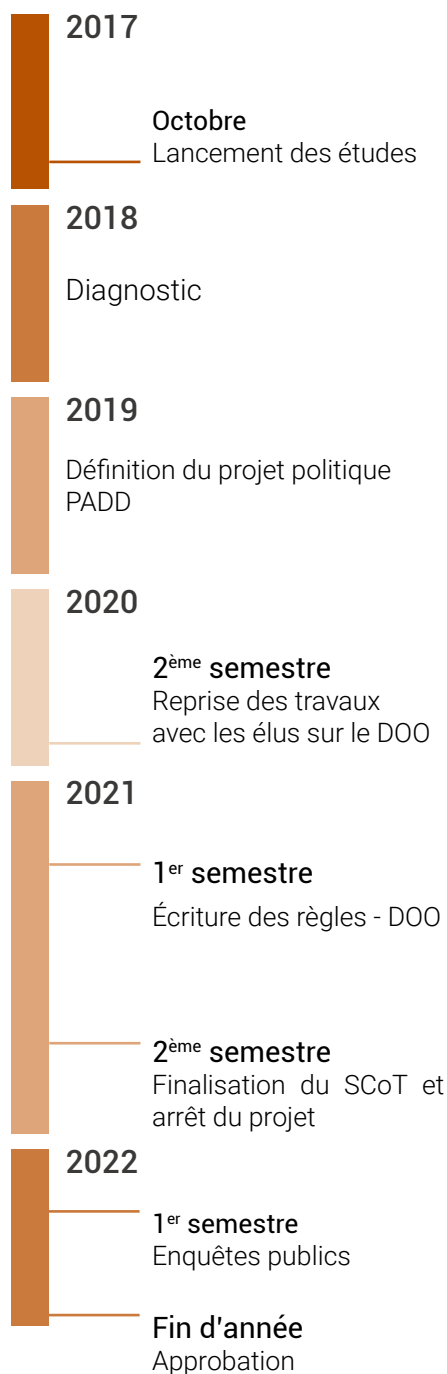 2017
Octobre
Lancement des études
2018
Diagnostic
2019
Définition du projet politique
PADD
2020
2ème semestre
Reprise des travaux
avec les élus sur le DOO
2021
1er semestre
Écriture des règles - DOO
2ème semestre
Finalisation du SCoT et
arrêt du projet
2022
1er semestre
Enquêtes publics
Fin d'année
Approbation